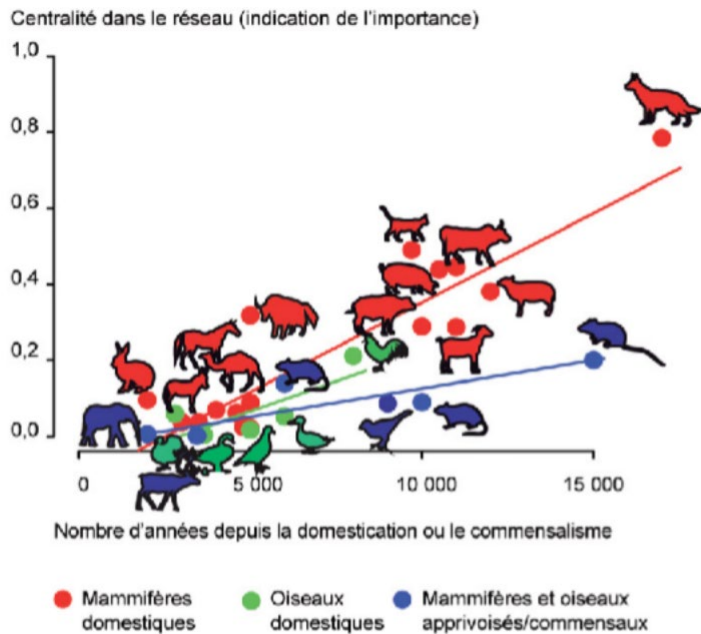 Centralité dans le réseau (indication de l'importance)
1,0
0,8
0,6
0,4
0,2
0,0
0 5 000 10 000 15 000
Nombre d'années depuis la domestication ou le commensalisme
Mammifères domestiques
Oiseaux domestiques
Mammifères et oiseaux apprivoisés/commensaux